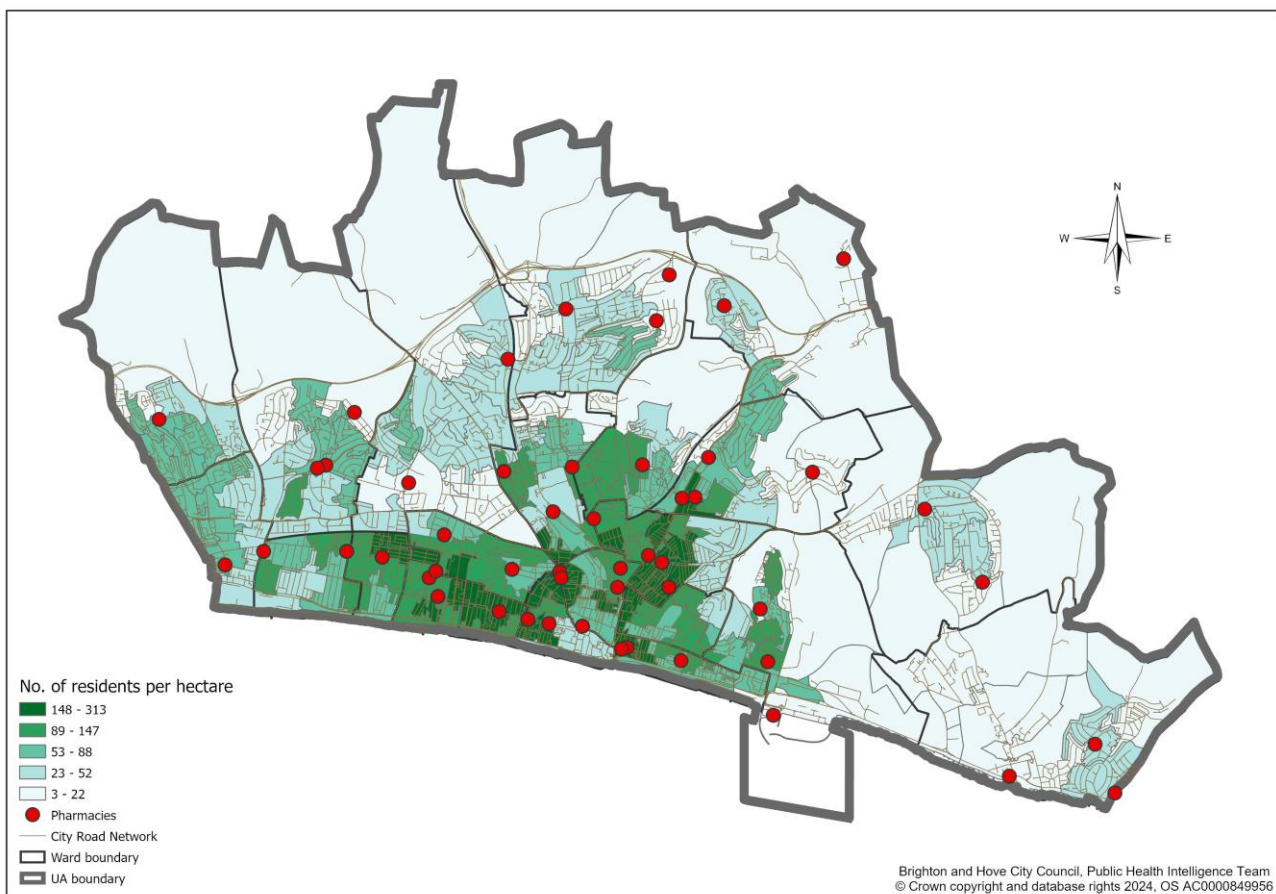 N
W
E
S
No. of residents per hectare
148 - 313
89 - 147
53 - 88
23 - 52
3 - 22
Pharmacies
City Road Network
Ward boundary
UA boundary
Brighton and Hove City Council, Public Health Intelligence Team
© Crown copyright and database rights 2024, OS AC0000849956